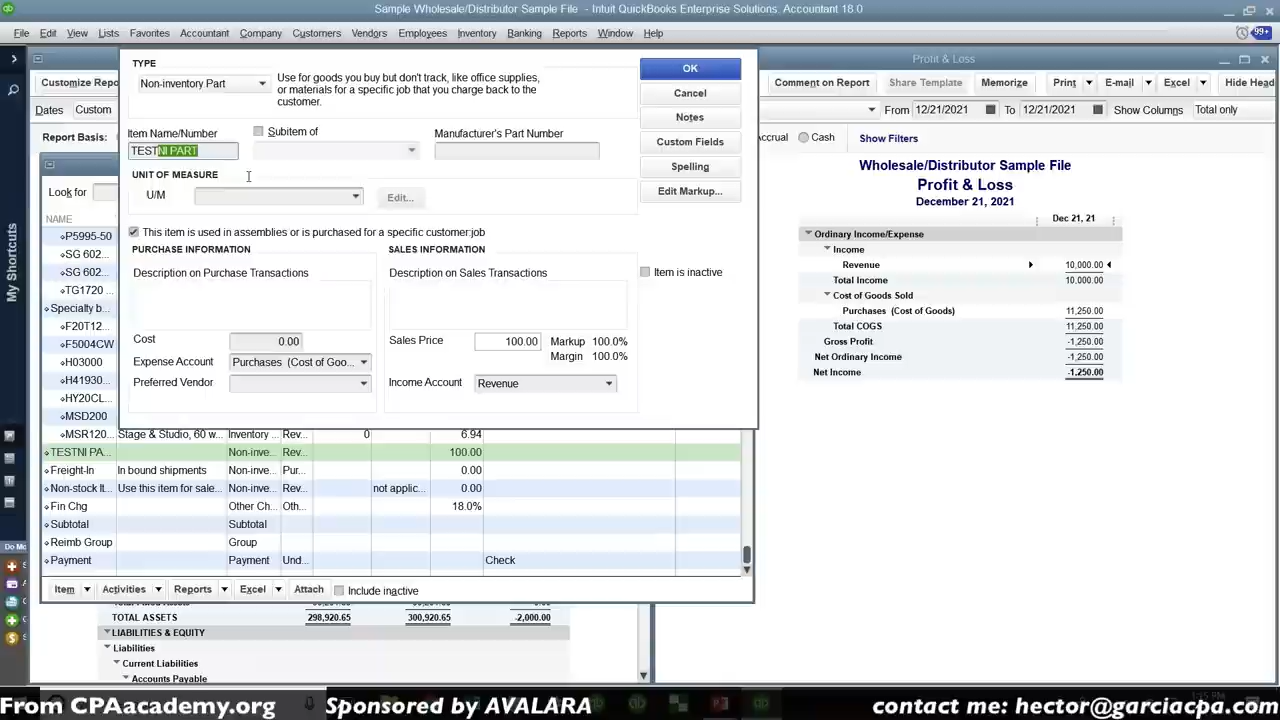 Sample Wholesale/Distributor Sample File - Intuit QuickBooks Enterprise Solutions. Accountant 18.0
File Edit View Lists Favorites Accountant Company Customers Vendors Employees Inventory Banking Reports Window Help
99+
Customize Repo
Dates Custom
Report Basis:
My Shortcuts
Do Mo
TYPE
Non-inventory Part
Use for goods you buy but don't track, like office supplies,
or materials for a specific job that you charge back to the
customer.
OK
Cancel
Notes
Custom Fields
Spelling
Edit Markup...
Item Name/Number
Subitem of
Manufacturer's Part Number
TESTNI PART
UNIT OF MEASURE
U/M
Edit...
This item is used in assemblies or is purchased for a specific customer:job
PURCHASE INFORMATION
SALES INFORMATION
Description on Purchase Transactions
Description on Sales Transactions
Item is inactive
Cost 0.00
Sales Price 100.00
Markup 100.0%
Margin 100.0%
Expense Account Purchases (Cost of Goo...
Preferred Vendor
Income Account Revenue
Look for
NAME
P5995-50
SG 602...
SG 602...
TG1720
Specialty b...
F20T12...
F5004CW
H03000
H41930...
HY20CL...
MSD200
MSR120... Stage & Studio, 60 w... Inventory ... Rev... 0 6.94
TESTNI PA... Non-inve... Rev... 100.00
Freight-In In bound shipments Non-inve... Pur... 0.00
Non-stock It... Use this item for sale... Non-inve... Rev... not applic... 0.00
Fin Chg Other Ch... Oth... 18.0%
Subtotal Subtotal
Reimb Group Group
Payment Payment Und... Check
Item Activities Reports Excel Attach Include inactive
TOTAL ASSETS 298,920.65 300,920.65 -2,000.00
LIABILITIES & EQUITY
Liabilities
Current Liabilities
Accounts Payable
Profit & Loss
Comment on Report Share Template Memorize Print E-mail Excel Hide Head
From 12/21/2021 To 12/21/2021 Show Columns Total only
Accrual Cash Show Filters
Wholesale/Distributor Sample File
Profit & Loss
December 21, 2021
Dec 21, 21
Ordinary Income/Expense
Income
Revenue 10,000.00
Total Income 10,000.00
Cost of Goods Sold
Purchases (Cost of Goods) 11,250.00
Total COGS 11,250.00
Gross Profit -1,250.00
Net Ordinary Income -1,250.00
Net Income -1,250.00
From CPAacademy.org Sponsored by AVALARA contact me: hector@garciacpa.com